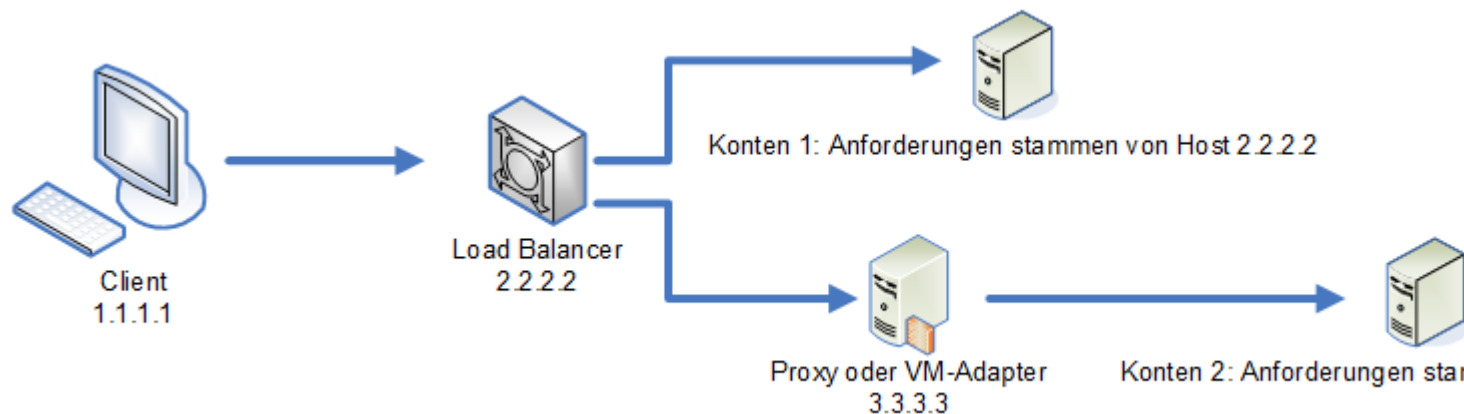 Konten 1: Anforderungen stammen von Host 2.2.2.2
Load Balancer
2.2.2.2
Client
1.1.1.1
Proxy oder VM-Adapter
3.3.3.3
Konten 2: Anforderungen